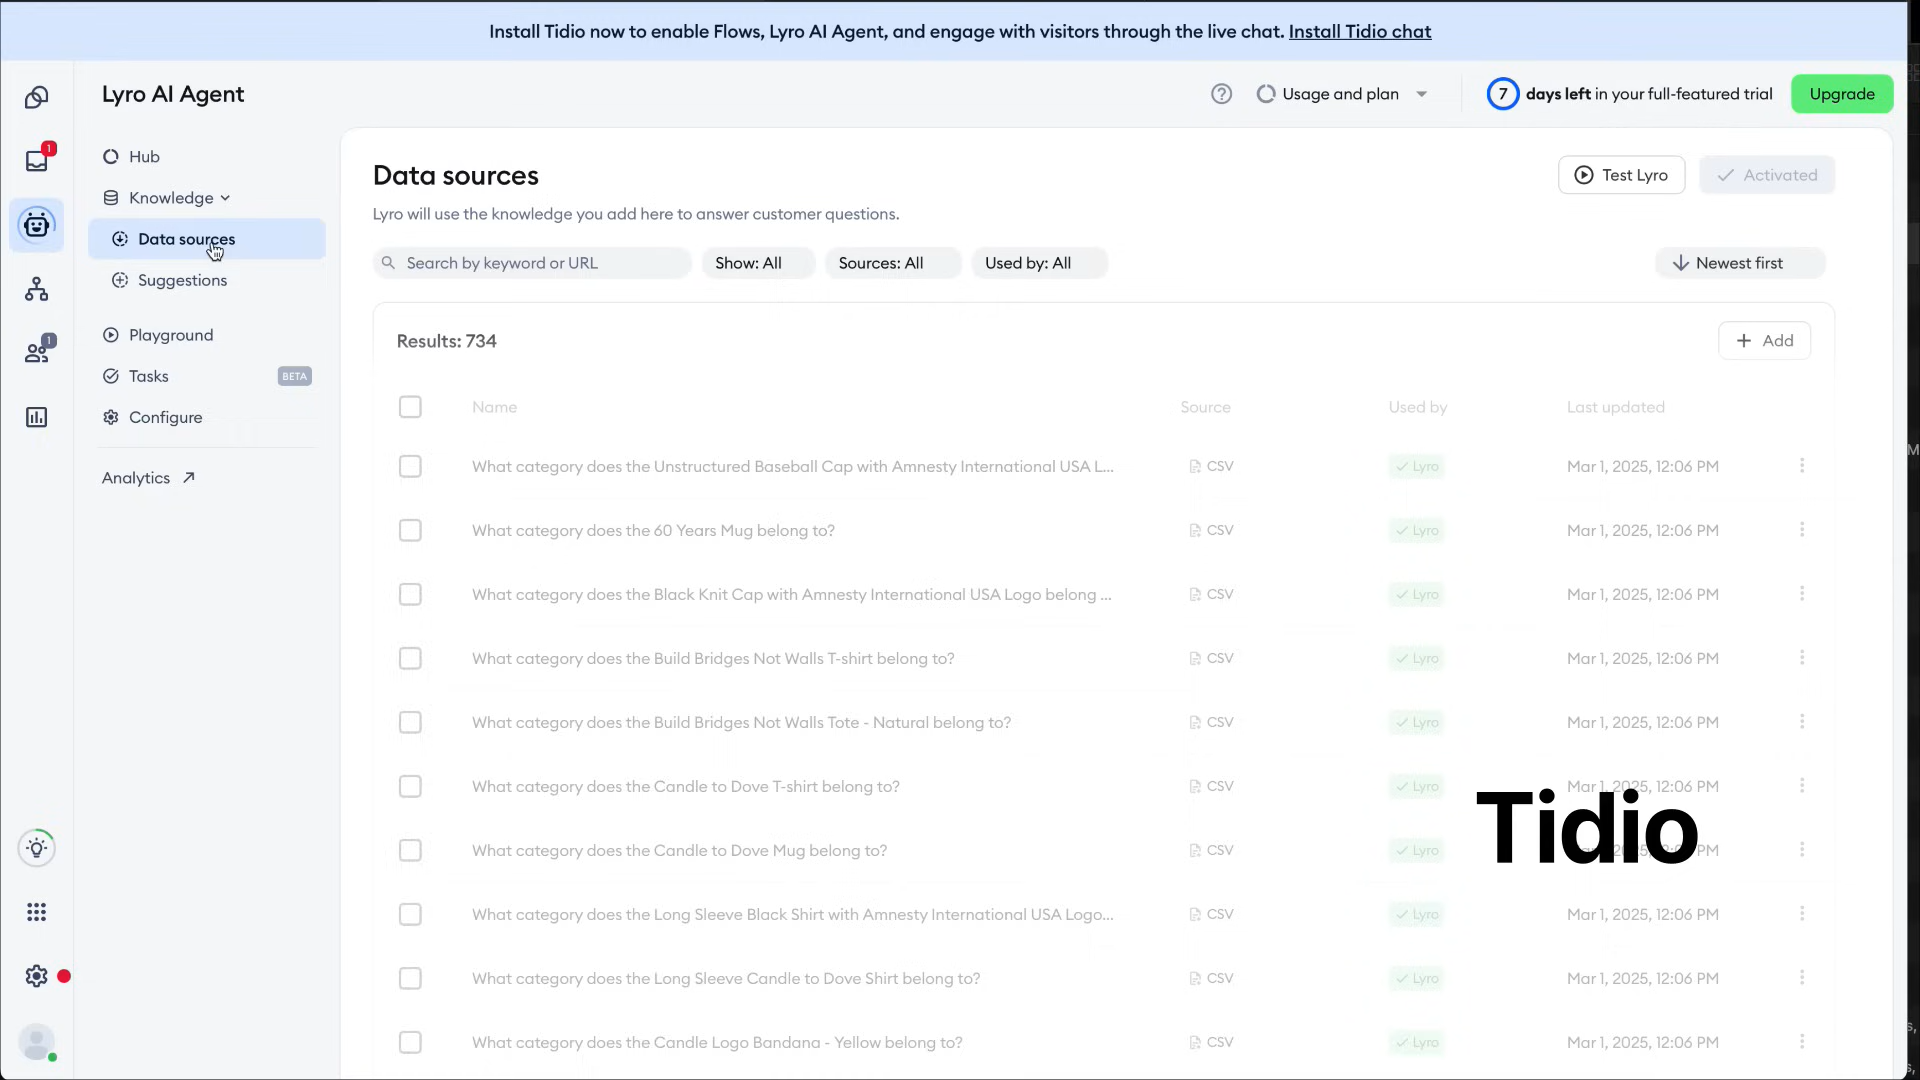 Install Tidio now to enable Flows, Lyro AI Agent, and engage with visitors through the live chat. Install Tidio chat
Lyro AI Agent
Usage and plan
7 days left in your full-featured trial
Upgrade
1
Hub
Knowledge
Data sources
Suggestions
1
Playground
Tasks
BETA
Configure
Analytics
Data sources
Test Lyro
Activated
Lyro will use the knowledge you add here to answer customer questions.
Search by keyword or URL
Show: All
Sources: All
Used by: All
Newest first
Results: 734
Add
Name Source Used by Last updated
What category does the Unstructured Baseball Cap with Amnesty International USA L... CSV Lyro Mar 1, 2025, 12:06 PM
What category does the 60 Years Mug belong to? CSV Lyro Mar 1, 2025, 12:06 PM
What category does the Black Knit Cap with Amnesty International USA Logo belong ... CSV Lyro Mar 1, 2025, 12:06 PM
What category does the Build Bridges Not Walls T-shirt belong to? CSV Lyro Mar 1, 2025, 12:06 PM
What category does the Build Bridges Not Walls Tote - Natural belong to? CSV Lyro Mar 1, 2025, 12:06 PM
What category does the Candle to Dove T-shirt belong to? CSV Lyro Mar 1, 2025, 12:06 PM
Tidio
What category does the Candle to Dove Mug belong to? CSV Lyro PM
What category does the Long Sleeve Black Shirt with Amnesty International USA Logo... CSV Lyro Mar 1, 2025, 12:06 PM
What category does the Long Sleeve Candle to Dove Shirt belong to? CSV Lyro Mar 1, 2025, 12:06 PM
What category does the Candle Logo Bandana - Yellow belong to? CSV Lyro Mar 1, 2025, 12:06 PM